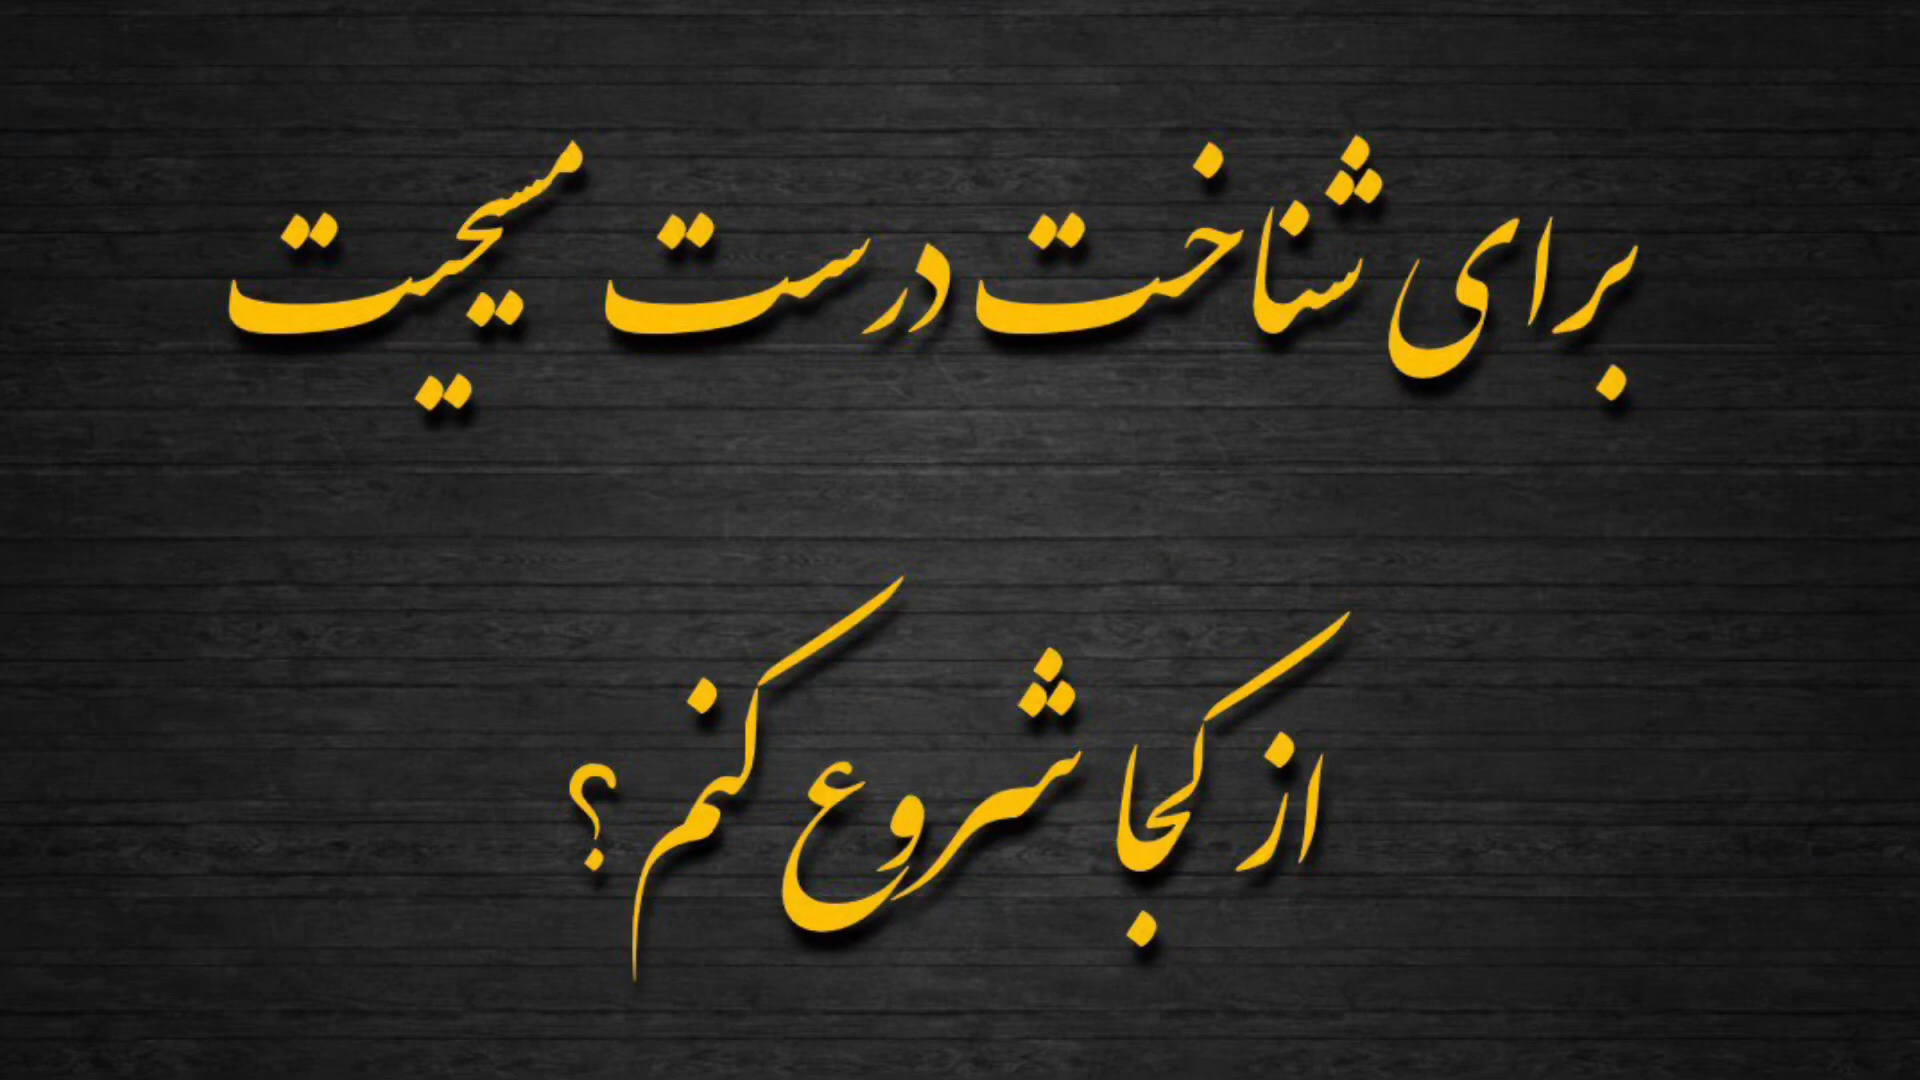 برای شناخت درست مسیحیت
از کجا شروع کنم ؟